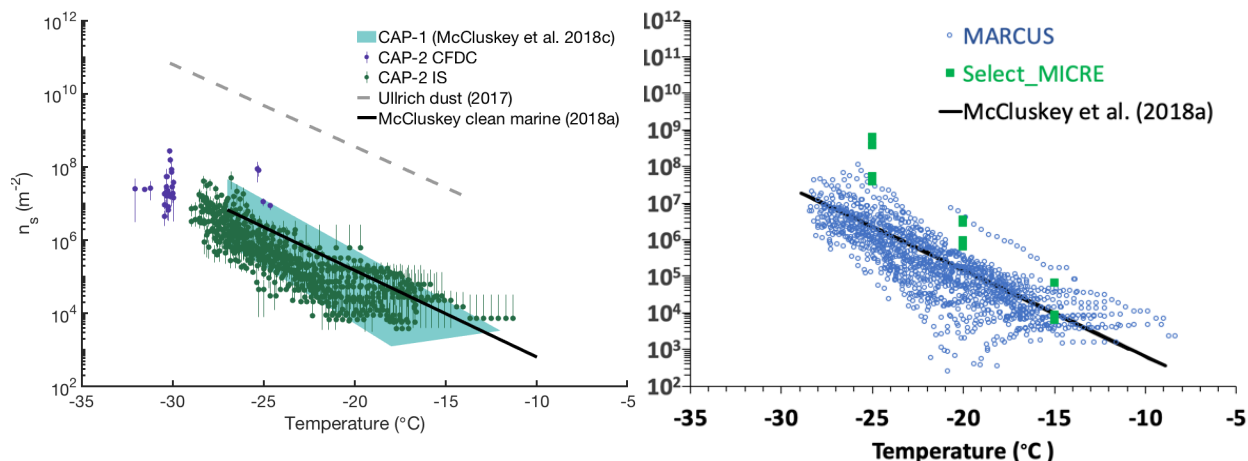 10^12
10^10
10^8
10^6
10^4
10^2
n_s (m^-2)
CAP-1 (McCluskey et al. 2018c)
CAP-2 CFDC
CAP-2 IS
Ullrich dust (2017)
McCluskey clean marine (2018a)
-35 -30 -25 -20 -15 -10 -5
Temperature (°C)
10^12
10^11
10^10
10^9
10^8
10^7
10^6
10^5
10^4
10^3
10^2
MARCUS
Select_MICRE
McCluskey et al. (2018a)
-35 -30 -25 -20 -15 -10 -5
Temperature (°C )